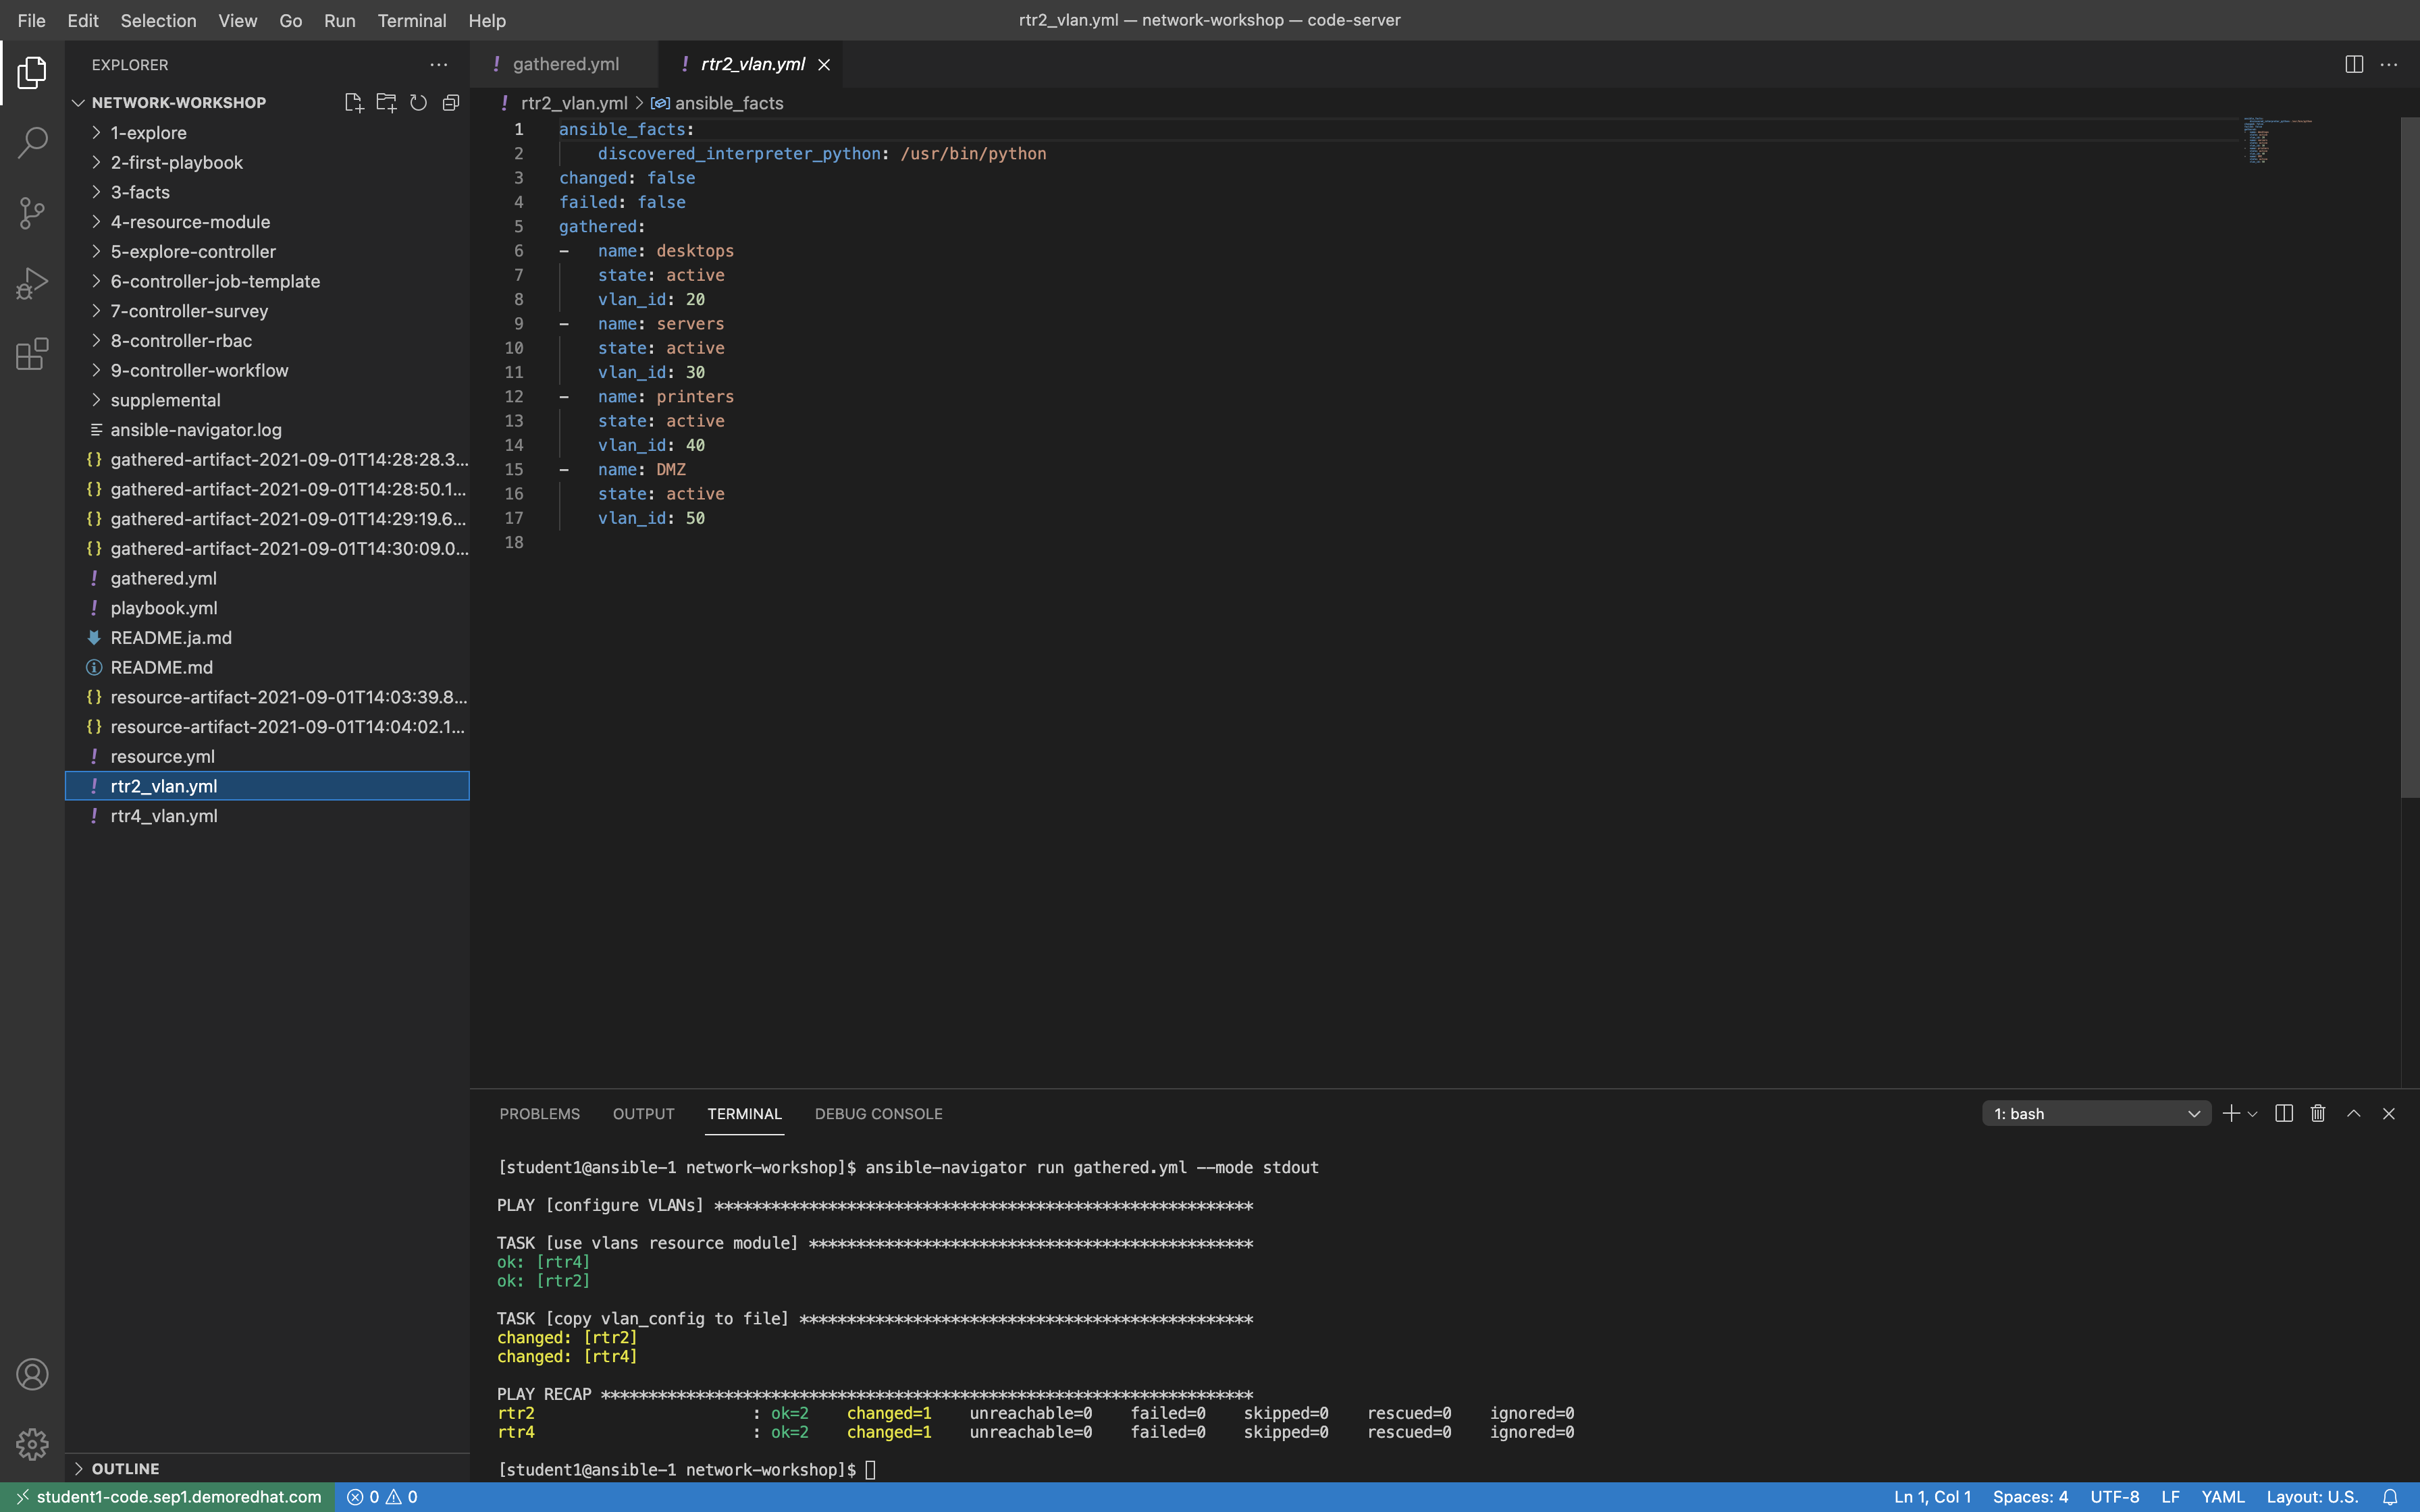 File Edit Selection View Go Run Terminal Help
rtr2_vlan.yml — network-workshop — code-server
EXPLORER
NETWORK-WORKSHOP
1-explore
2-first-playbook
3-facts
4-resource-module
5-explore-controller
6-controller-job-template
7-controller-survey
8-controller-rbac
9-controller-workflow
supplemental
ansible-navigator.log
gathered-artifact-2021-09-01T14:28:28.3...
gathered-artifact-2021-09-01T14:28:50.1...
gathered-artifact-2021-09-01T14:29:19.6...
gathered-artifact-2021-09-01T14:30:09.0...
gathered.yml
playbook.yml
README.ja.md
README.md
resource-artifact-2021-09-01T14:03:39.8...
resource-artifact-2021-09-01T14:04:02.1...
resource.yml
rtr2_vlan.yml
rtr4_vlan.yml
OUTLINE
! gathered.yml ! rtr2_vlan.yml
! rtr2_vlan.yml > ansible_facts
1 ansible_facts:
2     discovered_interpreter_python: /usr/bin/python
3 changed: false
4 failed: false
5 gathered:
6 -   name: desktops
7     state: active
8     vlan_id: 20
9 -   name: servers
10     state: active
11     vlan_id: 30
12 -   name: printers
13     state: active
14     vlan_id: 40
15 -   name: DMZ
16     state: active
17     vlan_id: 50
18
PROBLEMS OUTPUT TERMINAL DEBUG CONSOLE
1: bash
[student1@ansible-1 network-workshop]$ ansible-navigator run gathered.yml --mode stdout
PLAY [configure VLANs] *********************************************************
TASK [use vlans resource module] ***********************************************
ok: [rtr4]
ok: [rtr2]
TASK [copy vlan_config to file] ************************************************
changed: [rtr2]
changed: [rtr4]
PLAY RECAP *********************************************************************
rtr2 : ok=2 changed=1 unreachable=0 failed=0 skipped=0 rescued=0 ignored=0
rtr4 : ok=2 changed=1 unreachable=0 failed=0 skipped=0 rescued=0 ignored=0
[student1@ansible-1 network-workshop]$
student1-code.sep1.demoredhat.com 0 0 Ln 1, Col 1 Spaces: 4 UTF-8 LF YAML Layout: U.S.